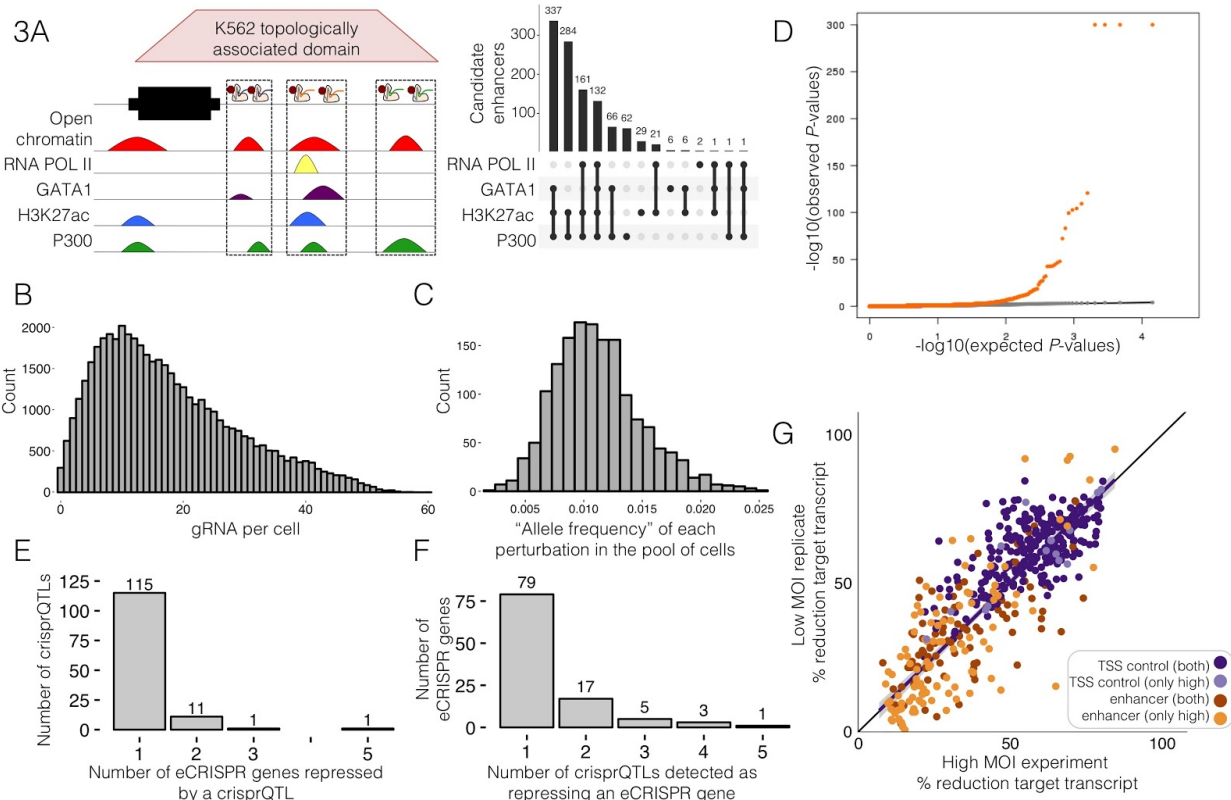 3A
K562 topologically
associated domain
Open
chromatin
RNA POL II
GATA1
H3K27ac
P300
Candidate
enhancers
300
200
100
337
284
161
132
66
62
29
21
6
6
2
1
1
1
RNA POL II
GATA1
H3K27ac
P300
D
-log10(observed P-values)
300
250
200
150
100
50
0
0
1
2
3
4
-log10(expected P-values)
B
Count
2000
1500
1000
500
0
0
20
40
60
gRNA per cell
C
Count
150
100
50
0
0.005
0.010
0.015
0.020
0.025
“Allele frequency” of each
perturbation in the pool of cells
E
Number of crisprQTLs
125
100
75
50
25
0
115
11
1
1
1
2
3
5
Number of eCRISPR genes repressed
by a crisprQTL
F
Number of
eCRISPR genes
75
50
25
0
79
17
5
3
1
1
2
3
4
5
Number of crisprQTLs detected as
repressing an eCRISPR gene
G
Low MOI replicate
% reduction target transcript
100
50
0
0
50
100
High MOI experiment
% reduction target transcript
TSS control (both)
TSS control (only high)
enhancer (both)
enhancer (only high)